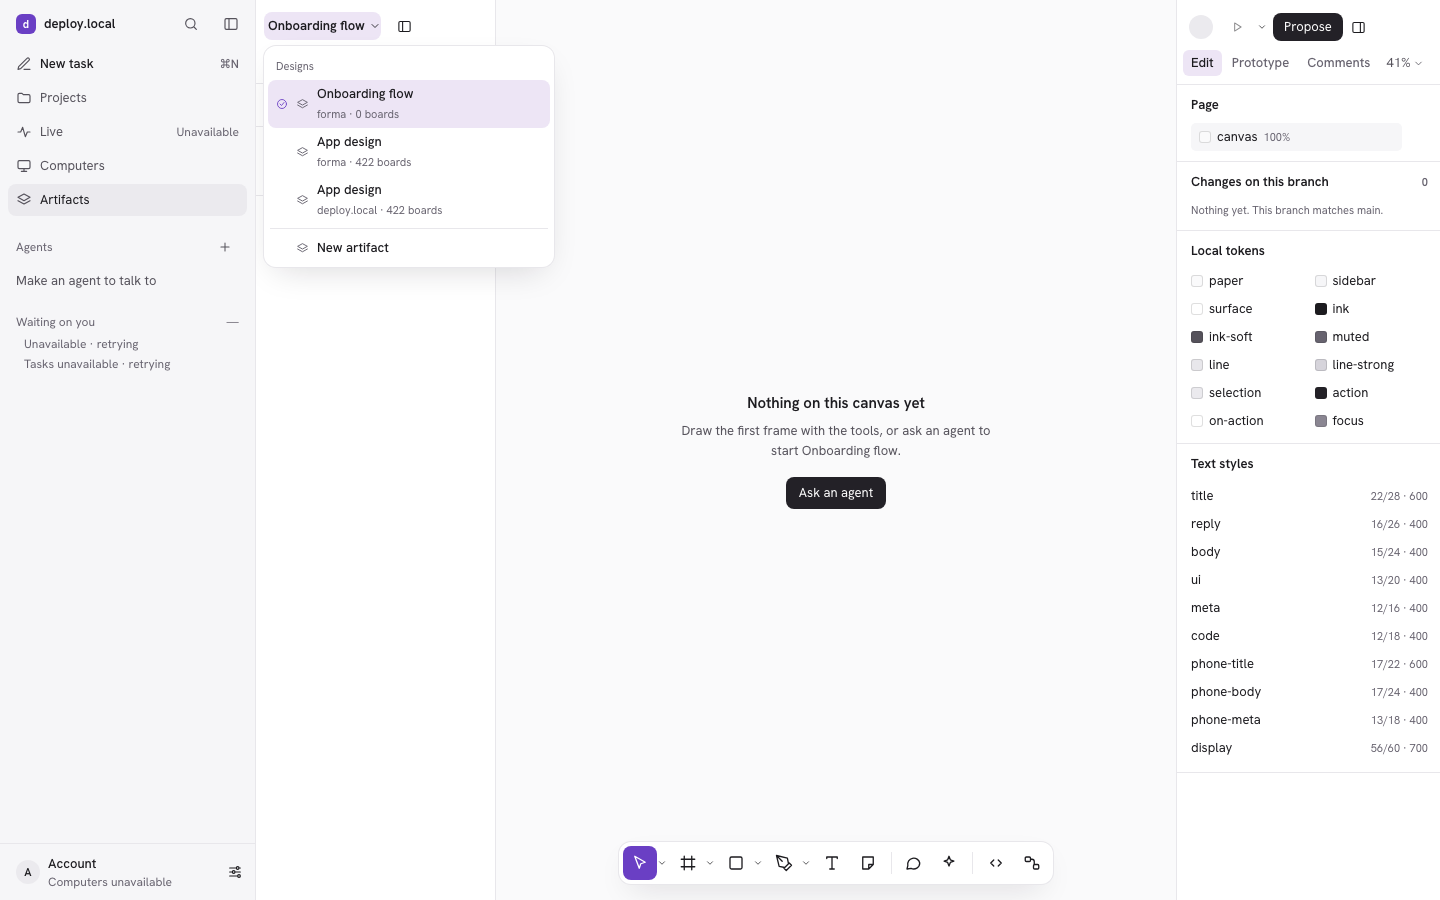 d
deploy.local
New task
⌘N
Projects
Live
Unavailable
Computers
Artifacts
Agents
Make an agent to talk to
Waiting on you
Unavailable · retrying
Tasks unavailable · retrying
A
Account
Computers unavailable
Onboarding flow
Designs
Onboarding flow
forma · 0 boards
App design
forma · 422 boards
App design
deploy.local · 422 boards
New artifact
Nothing on this canvas yet
Draw the first frame with the tools, or ask an agent to
start Onboarding flow.
Ask an agent
Propose
Edit
Prototype
Comments
41%
Page
canvas 100%
Changes on this branch
0
Nothing yet. This branch matches main.
Local tokens
paper
sidebar
surface
ink
ink-soft
muted
line
line-strong
selection
action
on-action
focus
Text styles
title
22/28 · 600
reply
16/26 · 400
body
15/24 · 400
ui
13/20 · 400
meta
12/16 · 400
code
12/18 · 400
phone-title
17/22 · 600
phone-body
17/24 · 400
phone-meta
13/18 · 400
display
56/60 · 700